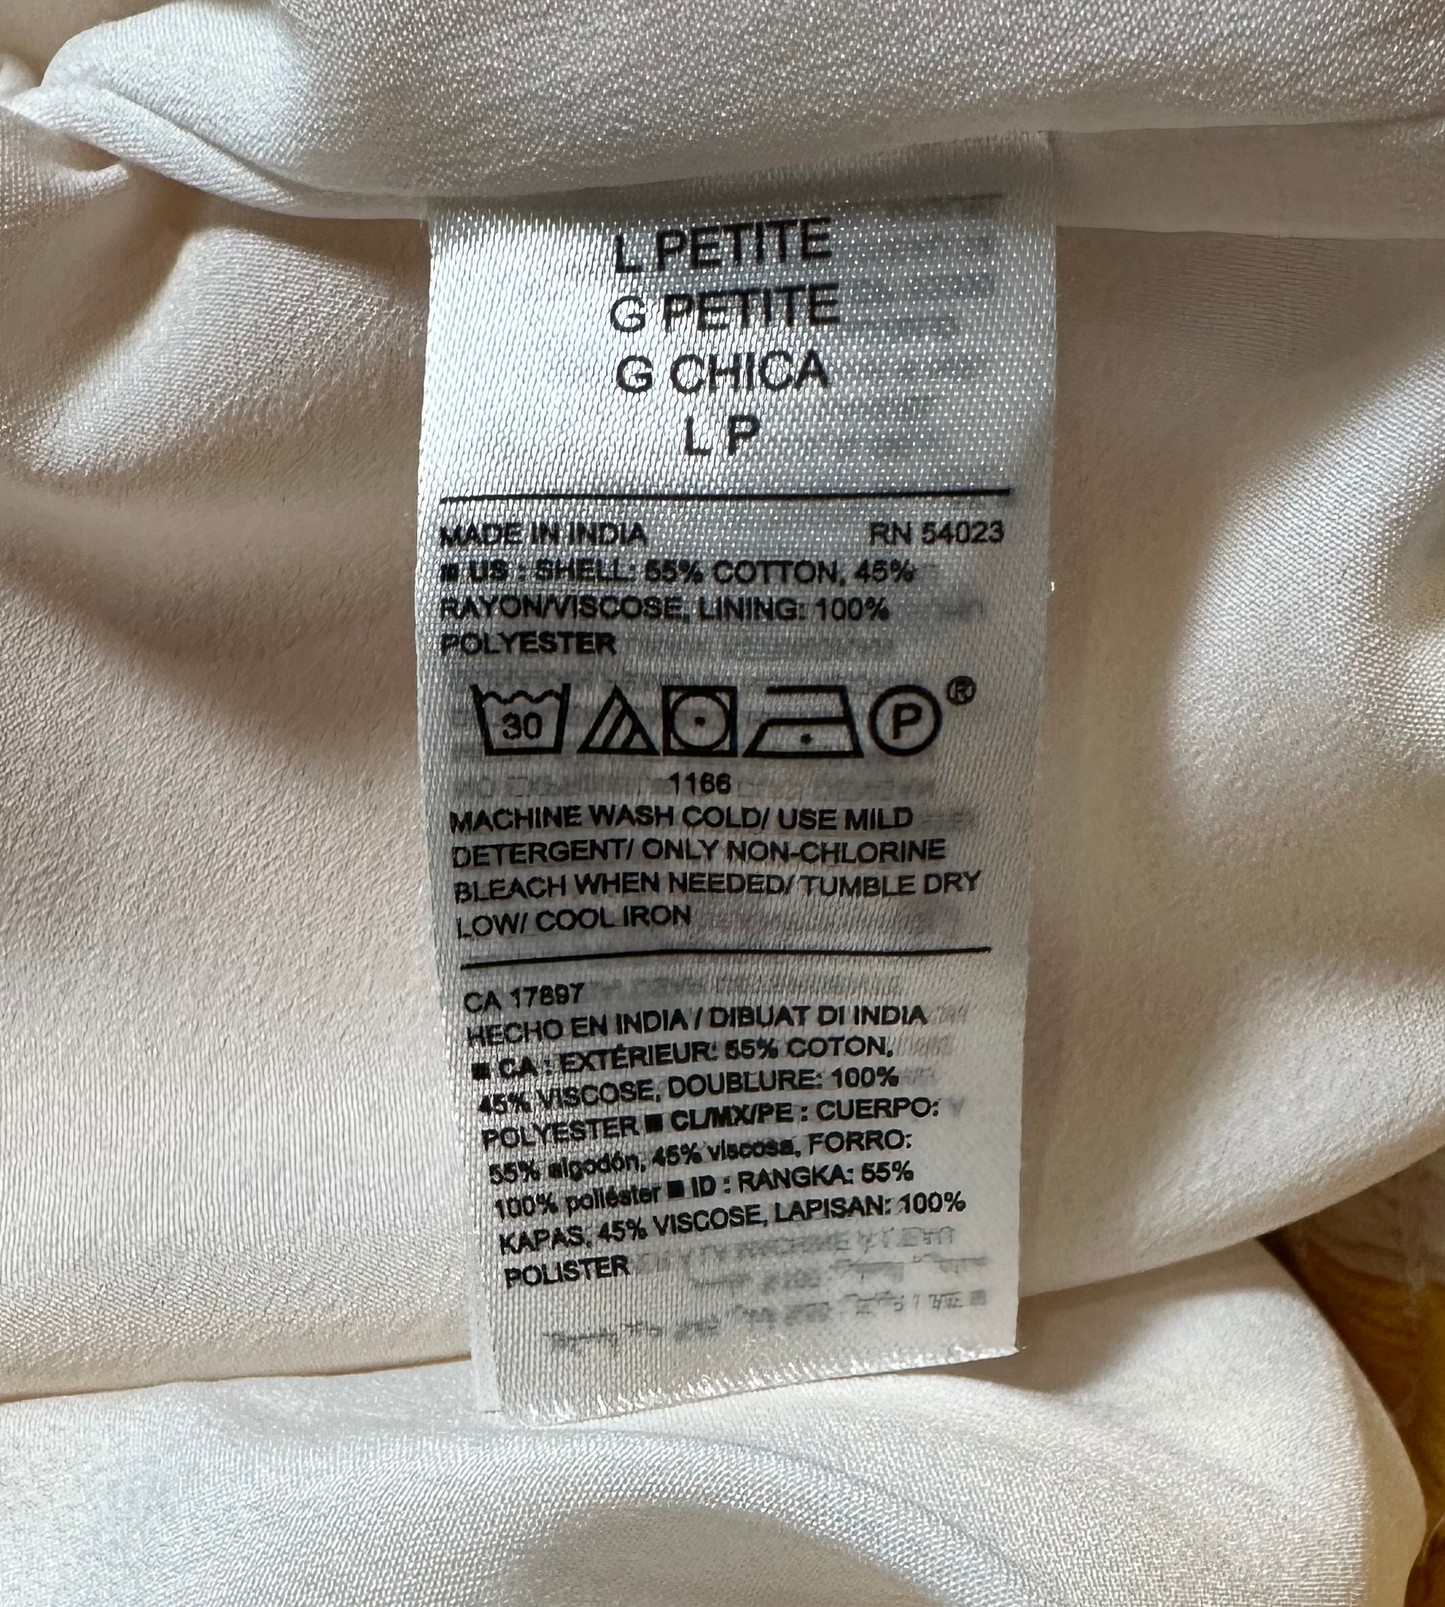 L PETITE
G PETITE
G CHICA
L P
MADE IN INDIA RN 54023
■ US : SHELL: 55% COTTON, 45%
RAYON/VISCOSE, LINING: 100%
POLYESTER
30 P ®
1166
MACHINE WASH COLD/ USE MILD
DETERGENT/ ONLY NON-CHLORINE
BLEACH WHEN NEEDED/ TUMBLE DRY
LOW/ COOL IRON
CA 17897
HECHO EN INDIA / DIBUAT DI INDIA
■ CA : EXTÉRIEUR: 55% COTON,
45% VISCOSE, DOUBLURE: 100%
POLYESTER ■ CL/MX/PE : CUERPO:
55% algodón, 45% viscosa, FORRO:
100% poliéster ■ ID : RANGKA: 55%
KAPAS, 45% VISCOSE, LAPISAN: 100%
POLISTER